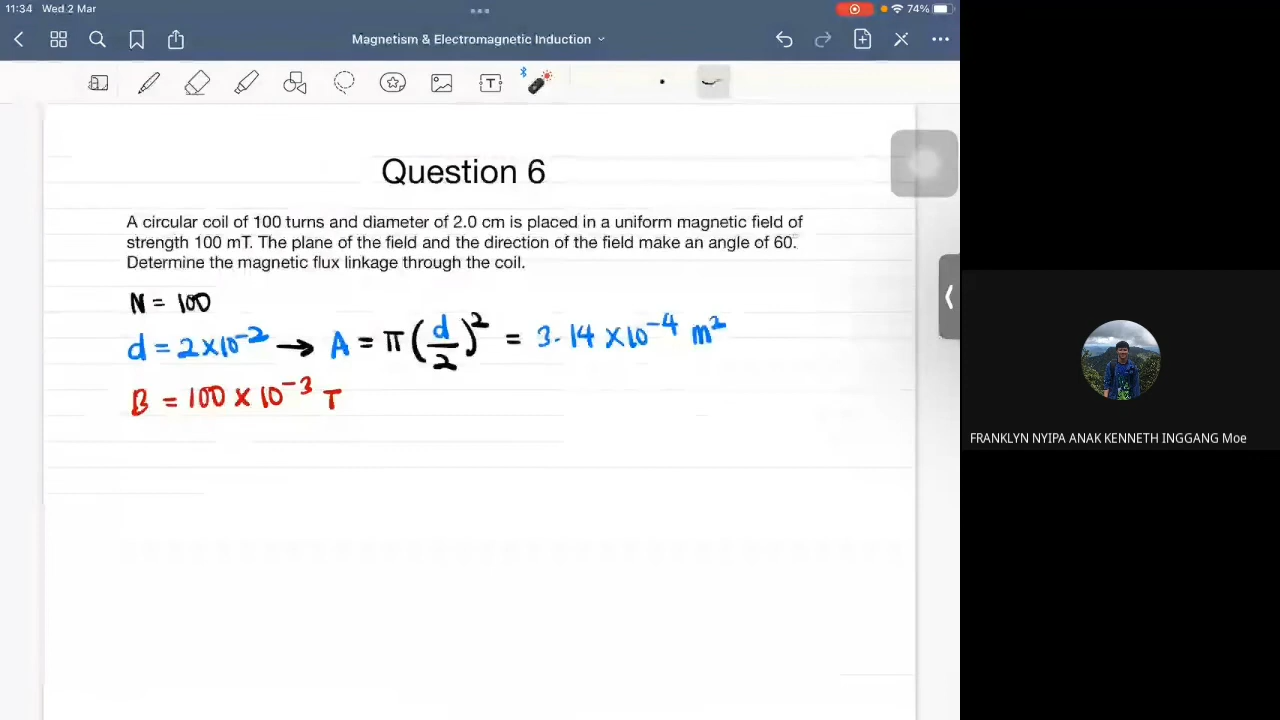 11:34 Wed 2 Mar
74%
Magnetism & Electromagnetic Induction
Question 6
A circular coil of 100 turns and diameter of 2.0 cm is placed in a uniform magnetic field of
strength 100 mT. The plane of the field and the direction of the field make an angle of 60.
Determine the magnetic flux linkage through the coil.
N = 100
d = 2 × 10⁻² → A = π (d/2)² = 3.14 × 10⁻⁴ m²
B = 100 × 10⁻³ T
FRANKLYN NYIPA ANAK KENNETH INGGANG Moe